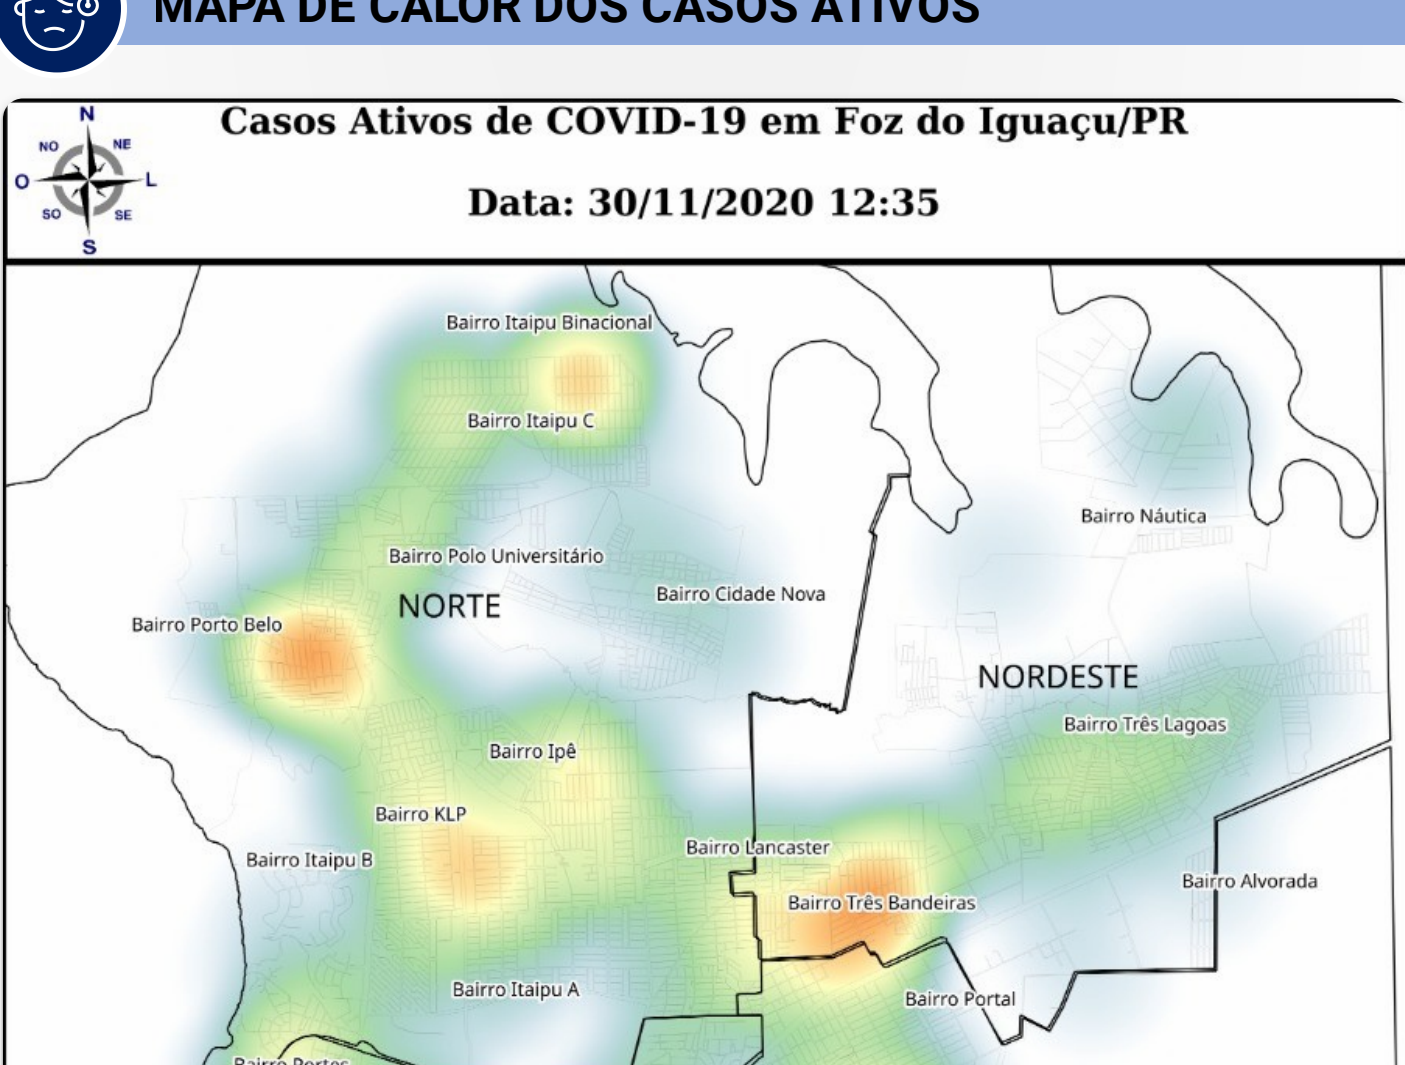 MAPA DE CALOR DOS CASOS ATIVOS
Casos Ativos de COVID-19 em Foz do Iguaçu/PR
Data: 30/11/2020 12:35
N
NO
NE
O
L
SO
SE
S
Bairro Itaipu Binacional
Bairro Itaipu C
Bairro Náutica
Bairro Polo Universitário
Bairro Cidade Nova
NORTE
Bairro Porto Belo
NORDESTE
Bairro Três Lagoas
Bairro Ipê
Bairro KLP
Bairro Lancaster
Bairro Itaipu B
Bairro Alvorada
Bairro Três Bandeiras
Bairro Itaipu A
Bairro Portal
Bairro Portes